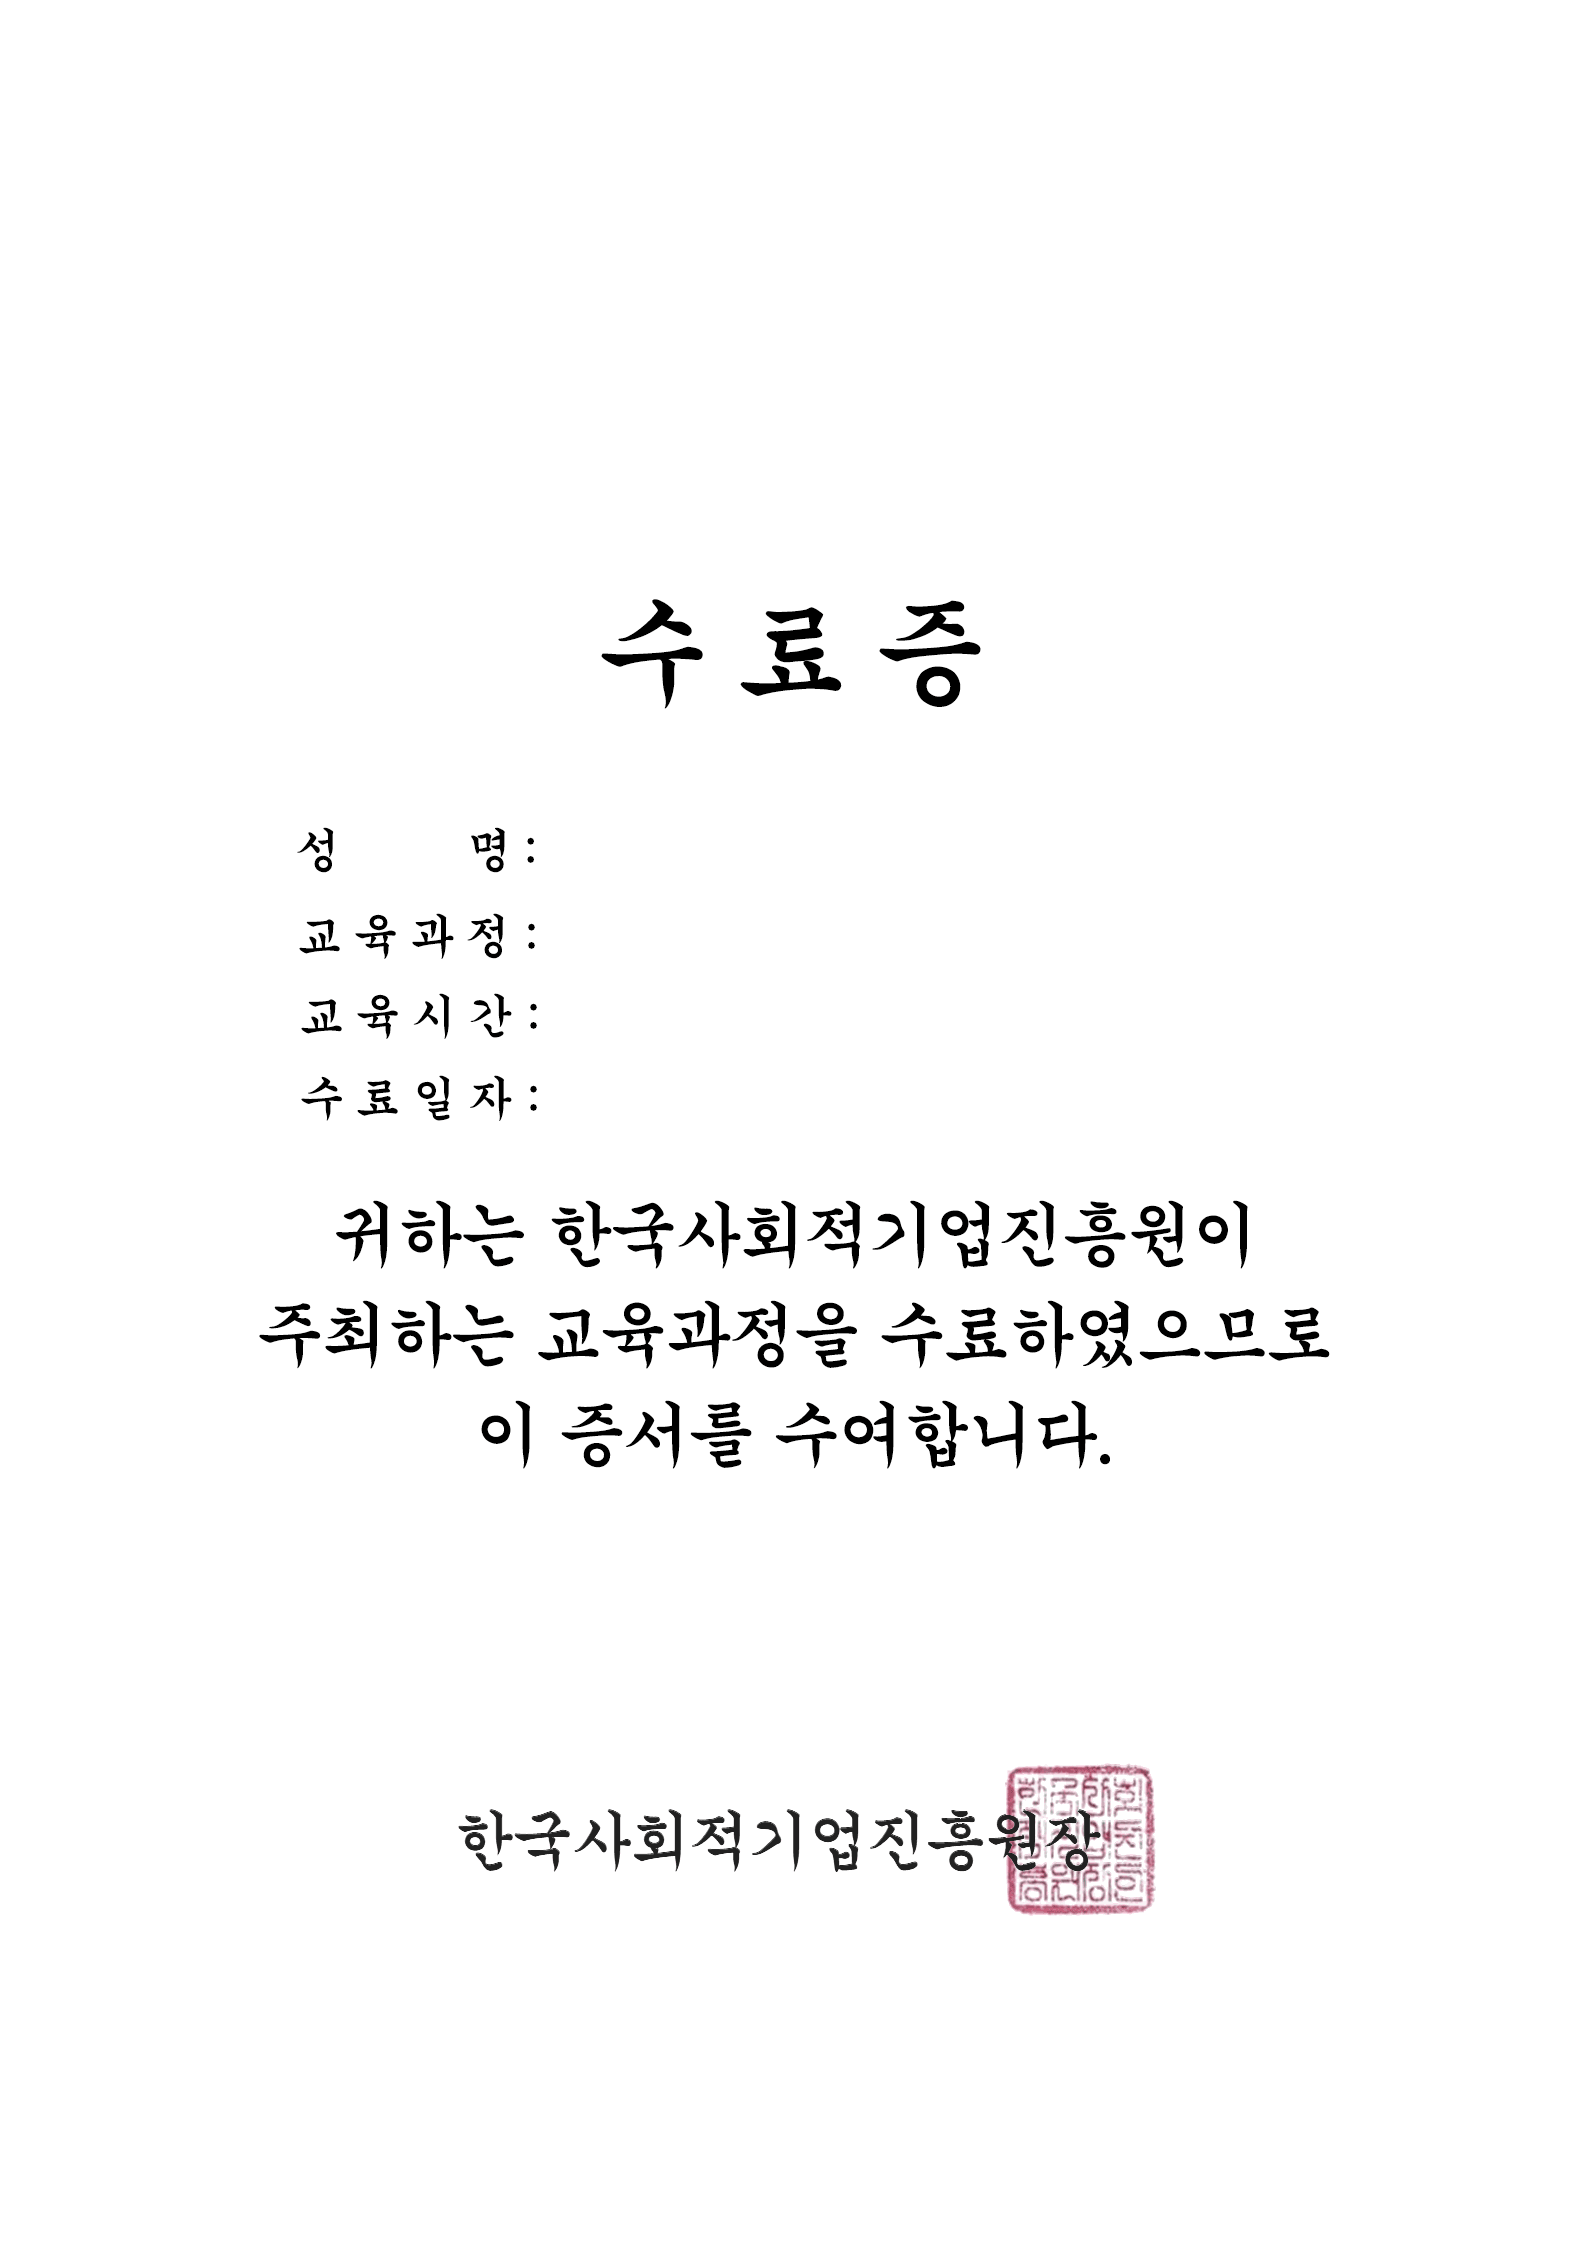 수 료 증
성 명 :
교 육 과 정 :
교 육 시 간 :
수 료 일 자 :
귀하는 한국사회적기업진흥원이
주최하는 교육과정을 수료하였으므로
이 증서를 수여합니다.
한국사회적기업진흥원장